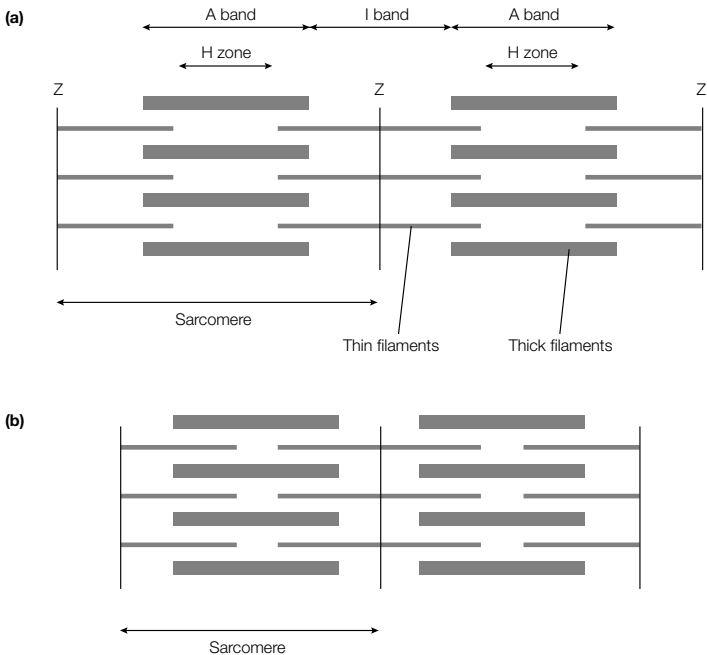 (a)
A band I band A band
H zone H zone
Z Z Z
Sarcomere
Thin filaments Thick filaments
(b)
Sarcomere